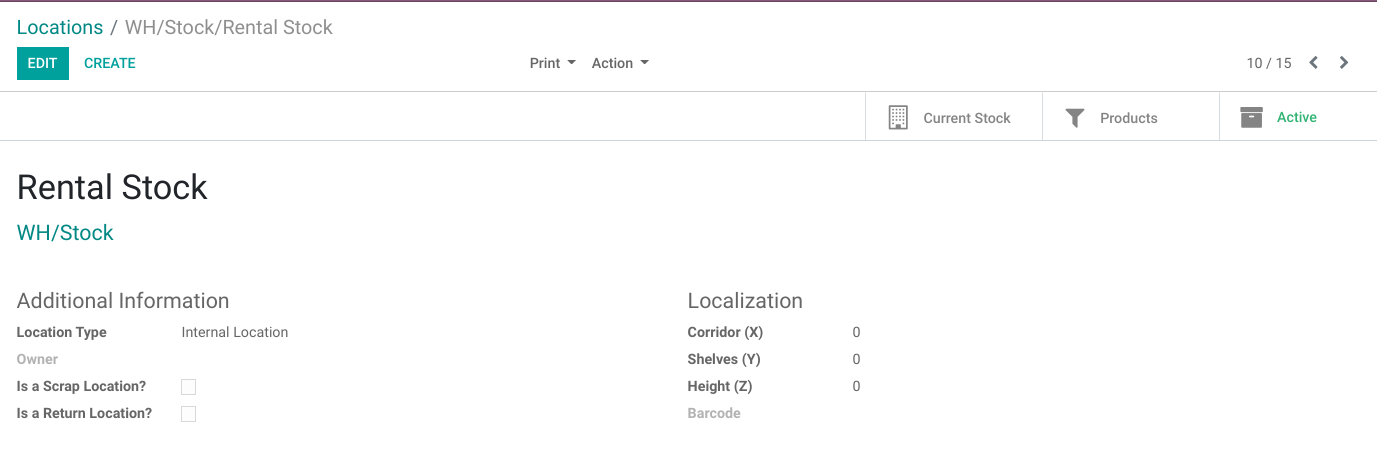 Locations / WH/Stock/Rental Stock
EDIT CREATE Print Action 10 / 15
Current Stock Products Active
Rental Stock
WH/Stock
Additional Information
Location Type Internal Location
Owner
Is a Scrap Location?
Is a Return Location?
Localization
Corridor (X) 0
Shelves (Y) 0
Height (Z) 0
Barcode